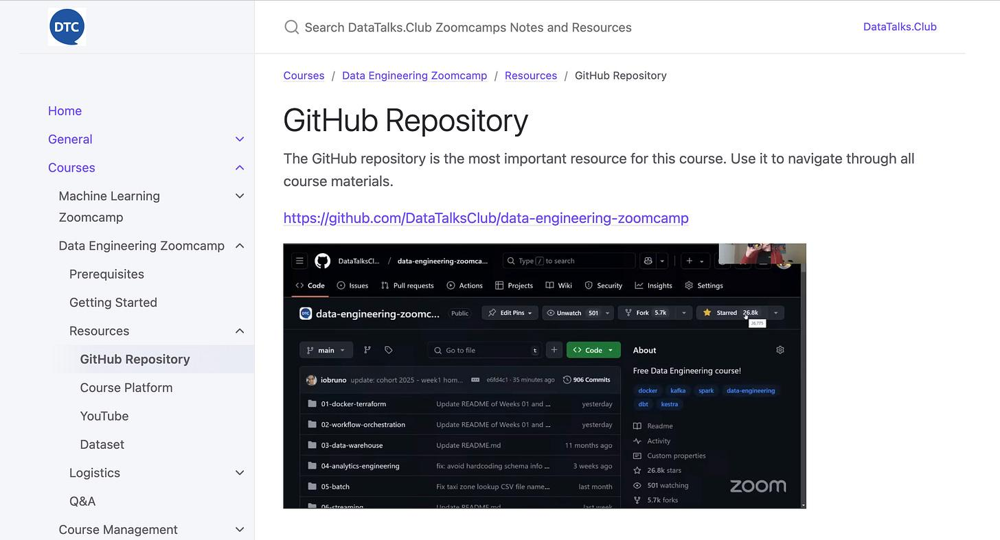 DTC
Search DataTalks.Club Zoomcamps Notes and Resources
DataTalks.Club
Home
General
Courses
Machine Learning
Zoomcamp
Data Engineering Zoomcamp
Prerequisites
Getting Started
Resources
GitHub Repository
Course Platform
YouTube
Dataset
Logistics
Q&A
Course Management
Courses / Data Engineering Zoomcamp / Resources / GitHub Repository
GitHub Repository
The GitHub repository is the most important resource for this course. Use it to navigate through all
course materials.
https://github.com/DataTalksClub/data-engineering-zoomcamp
DataTalksCl... / data-engineering-zoomca... Type / to search
Code Issues Pull requests Actions Projects Wiki Security Insights Settings
DTC data-engineering-zoomc... Public Edit Pins Unwatch 501 Fork 5.7k Starred 26.8k
26,775
main Go to file t Code
iobruno update: cohort 2025 - week1 hom... e6fd4c1 · 35 minutes ago 906 Commits
01-docker-terraform Update README of Weeks 01 and ... yesterday
02-workflow-orchestration Update README of Weeks 01 and ... yesterday
03-data-warehouse Update README.md 11 months ago
04-analytics-engineering fix: avoid hardcoding schema info ... 3 weeks ago
05-batch Fix taxi zone lookup CSV file name... last month
06-streaming Update README.md last week
About
Free Data Engineering course!
docker kafka spark data-engineering
dbt kestra
Readme
Activity
Custom properties
26.8k stars
501 watching
5.7k forks
zoom